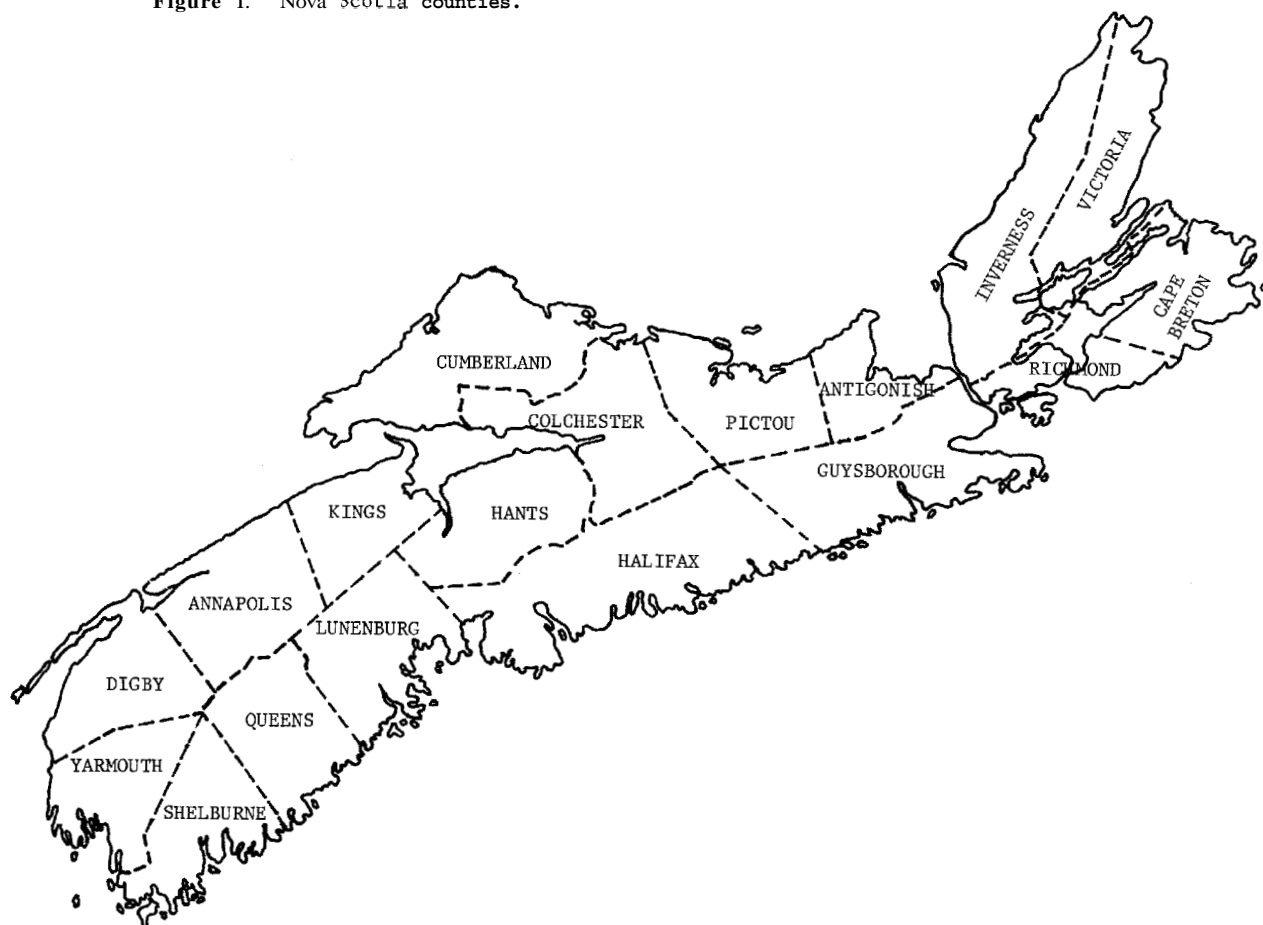 Figure 1. Nova Scotia counties.
VICTORIA
INVERNESS
CAPE
BRETON
CUMBERLAND
RICHMOND
ANTIGONISH
COLCHESTER
PICTOU
GUYSBOROUGH
KINGS
HANTS
HALIFAX
ANNAPOLIS
LUNENBURG
DIGBY
QUEENS
YARMOUTH
SHELBURNE